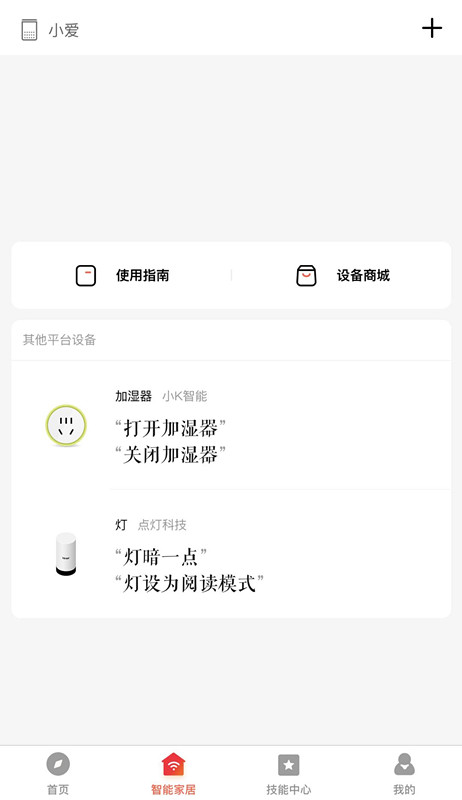 小爱
使用指南
设备商城
其他平台设备
加湿器 小K智能
“打开加湿器”
“关闭加湿器”
灯 点灯科技
“灯暗一点”
“灯设为阅读模式”
首页
智能家居
技能中心
我的